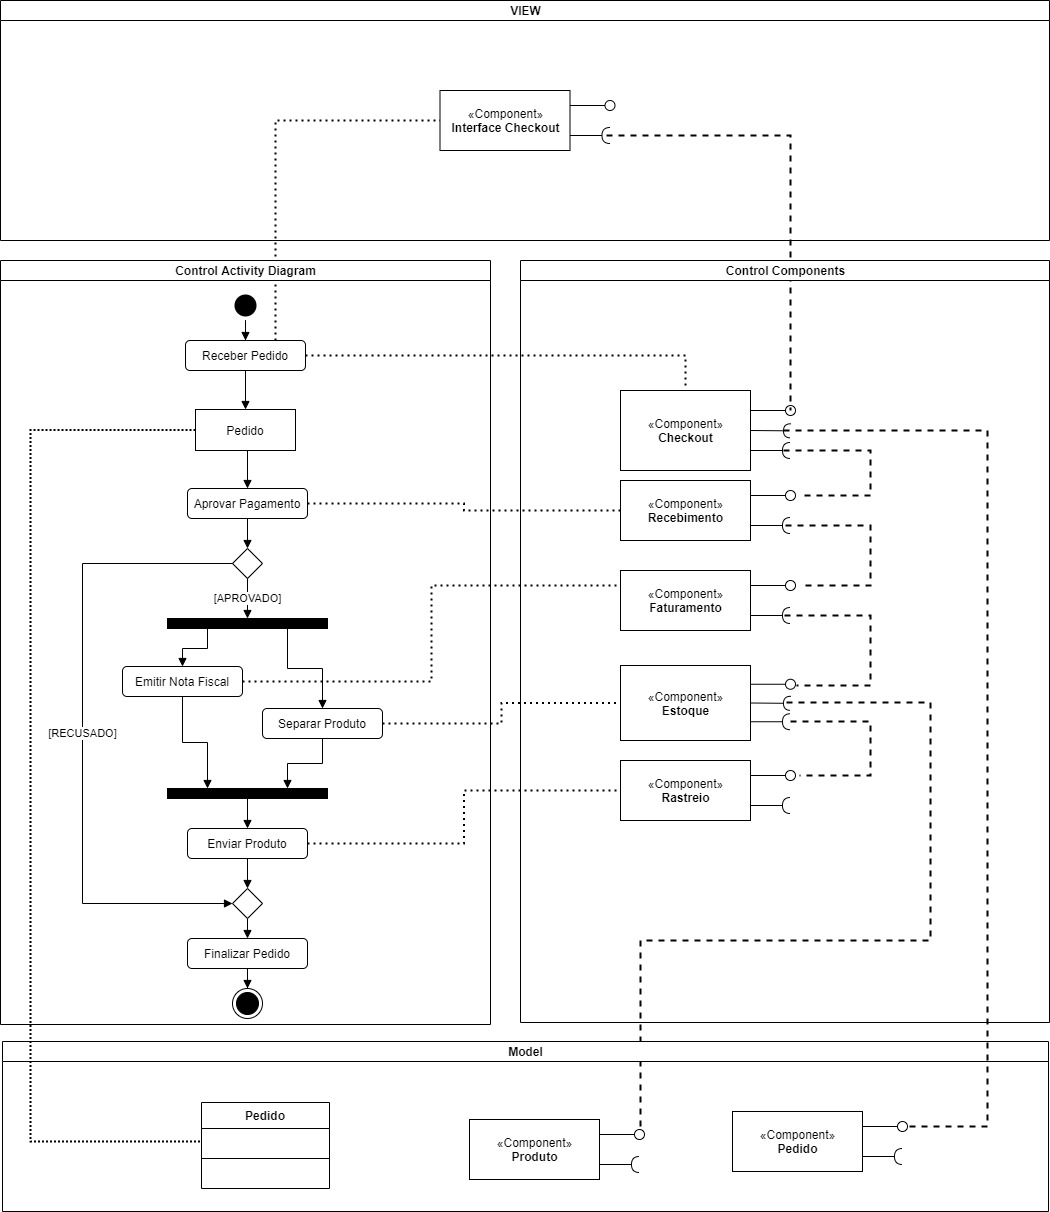 VIEW
«Component»
Interface Checkout
Control Activity Diagram
Receber Pedido
Pedido
Aprovar Pagamento
[APROVADO]
Emitir Nota Fiscal
Separar Produto
[RECUSADO]
Enviar Produto
Finalizar Pedido
Control Components
«Component»
Checkout
«Component»
Recebimento
«Component»
Faturamento
«Component»
Estoque
«Component»
Rastreio
Model
Pedido
«Component»
Produto
«Component»
Pedido